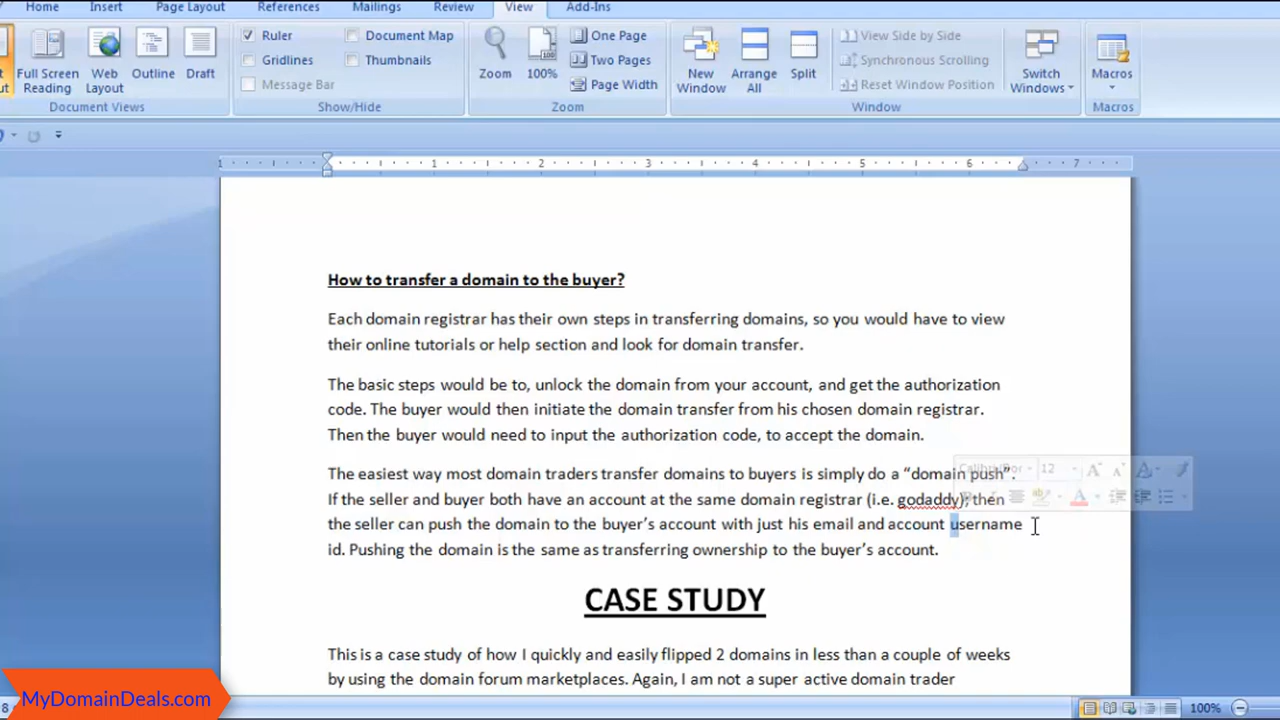 Home Insert Page Layout References Mailings Review View Add-Ins
Ruler Document Map One Page View Side by Side
Gridlines Thumbnails Two Pages Synchronous Scrolling
Message Bar Page Width Reset Window Position
Full Screen Reading Web Layout Outline Draft Zoom 100% New Window Arrange All Split Switch Windows Macros
Document Views Show/Hide Zoom Window Macros
1 1 2 3 4 5 6 7
How to transfer a domain to the buyer?
Each domain registrar has their own steps in transferring domains, so you would have to view
their online tutorials or help section and look for domain transfer.
The basic steps would be to, unlock the domain from your account, and get the authorization
code. The buyer would then initiate the domain transfer from his chosen domain registrar.
Then the buyer would need to input the authorization code, to accept the domain.
The easiest way most domain traders transfer domains to buyers is simply do a “domain push”.
If the seller and buyer both have an account at the same domain registrar (i.e. godaddy), then
the seller can push the domain to the buyer’s account with just his email and account username
id. Pushing the domain is the same as transferring ownership to the buyer’s account.
12
CASE STUDY
This is a case study of how I quickly and easily flipped 2 domains in less than a couple of weeks
by using the domain forum marketplaces. Again, I am not a super active domain trader
MyDomainDeals.com
100%